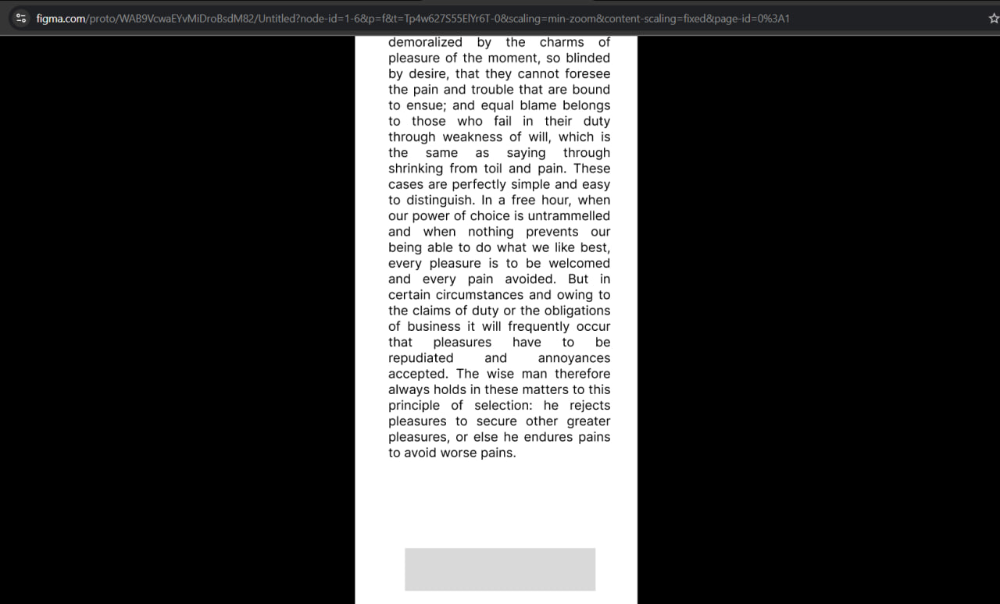 figma.com/proto/WAB9VcwaEYvMiDroBsdM82/Untitled?node-id=1-6&p=f&t=Tp4w627S55ElYr6T-0&scaling=min-zoom&content-scaling=fixed&page-id=0%3A1
demoralized by the charms of
pleasure of the moment, so blinded
by desire, that they cannot foresee
the pain and trouble that are bound
to ensue; and equal blame belongs
to those who fail in their duty
through weakness of will, which is
the same as saying through
shrinking from toil and pain. These
cases are perfectly simple and easy
to distinguish. In a free hour, when
our power of choice is untrammelled
and when nothing prevents our
being able to do what we like best,
every pleasure is to be welcomed
and every pain avoided. But in
certain circumstances and owing to
the claims of duty or the obligations
of business it will frequently occur
that pleasures have to be
repudiated and annoyances
accepted. The wise man therefore
always holds in these matters to this
principle of selection: he rejects
pleasures to secure other greater
pleasures, or else he endures pains
to avoid worse pains.